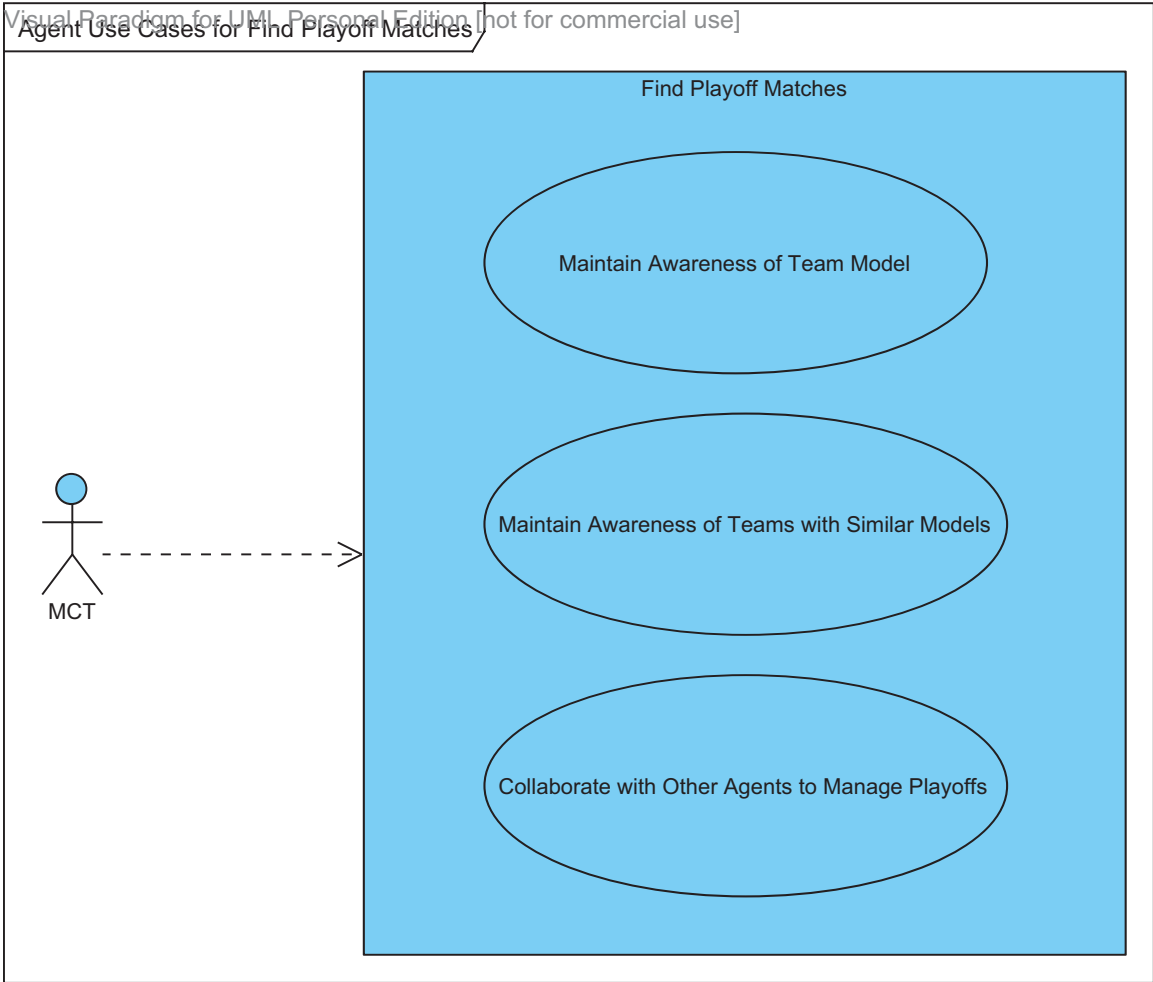 Visual Paradigm for UML Personal Edition [not for commercial use]
Agent Use Cases for Find Playoff Matches
Find Playoff Matches
Maintain Awareness of Team Model
Maintain Awareness of Teams with Similar Models
MCT
Collaborate with Other Agents to Manage Playoffs